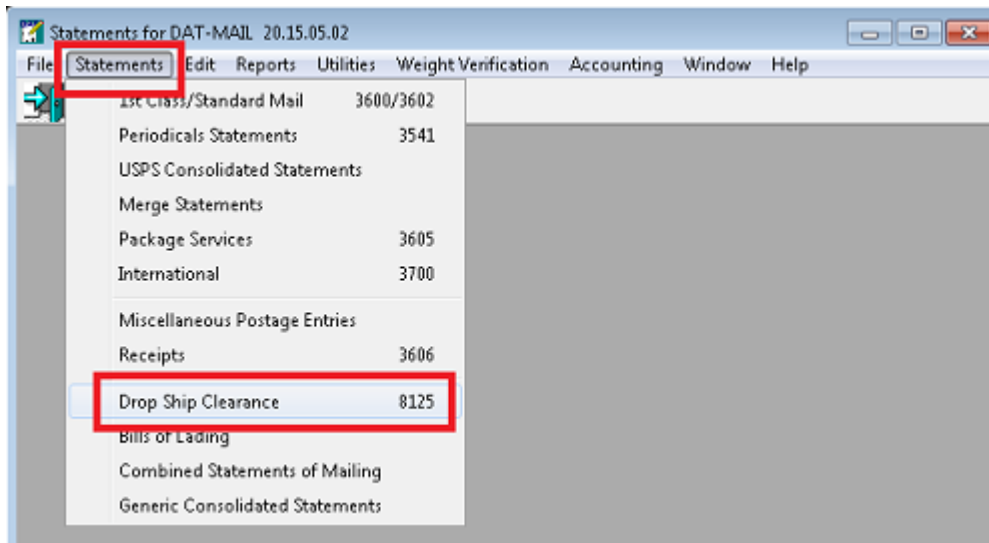 Statements for DAT-MAIL 20.15.05.02
File Statements Edit Reports Utilities Weight Verification Accounting Window Help
1st Class/Standard Mail 3600/3602
Periodicals Statements 3541
USPS Consolidated Statements
Merge Statements
Package Services 3605
International 3700
Miscellaneous Postage Entries
Receipts 3606
Drop Ship Clearance 8125
Bills of Lading
Combined Statements of Mailing
Generic Consolidated Statements